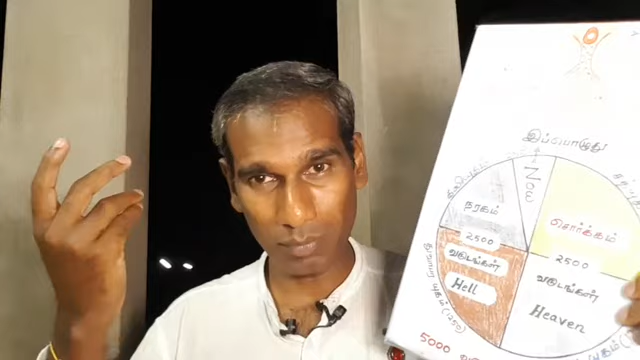 இப்பொழுது
Now
நரகம்
2500
வருடங்கள்
Hell
சொர்க்கம்
2500
வருடங்கள்
Heaven
5000